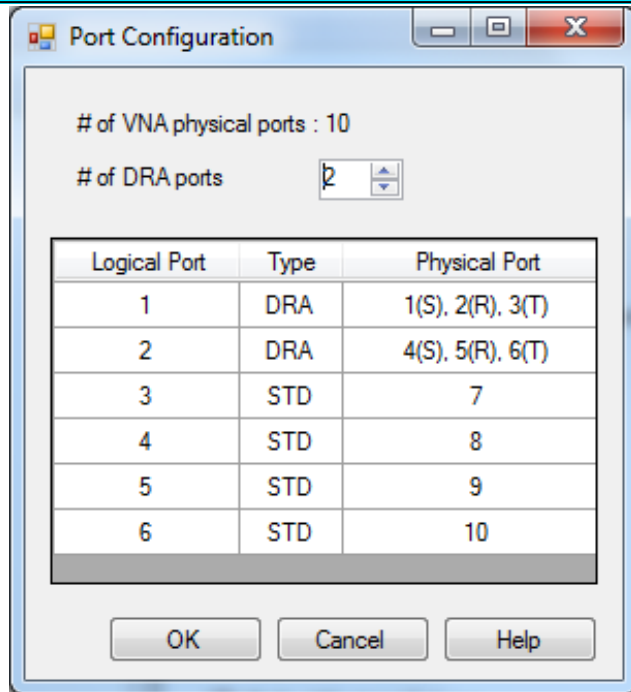 Port Configuration
# of VNA physical ports : 10
# of DRA ports 2
Logical Port Type Physical Port
1 DRA 1(S), 2(R), 3(T)
2 DRA 4(S), 5(R), 6(T)
3 STD 7
4 STD 8
5 STD 9
6 STD 10
OK Cancel Help